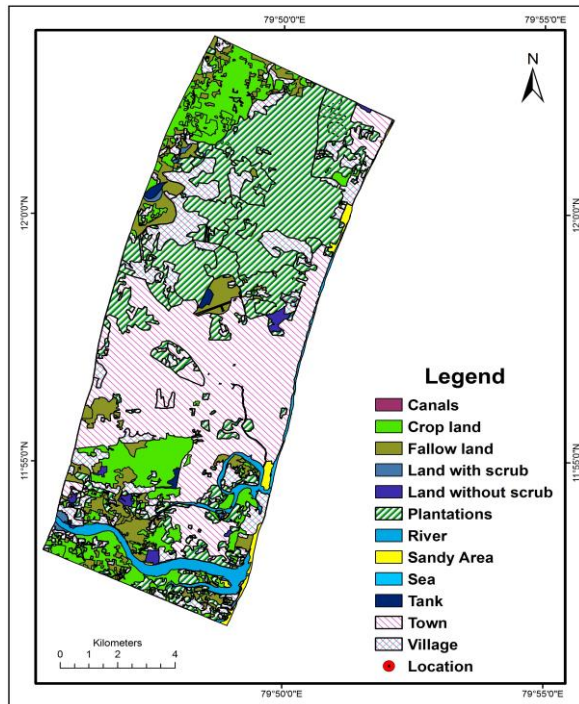 79°50'0"E 79°55'0"E
N
12°0'0"N 12°0'0"N
11°55'0"N 11°55'0"N
Legend
Canals
Crop land
Fallow land
Land with scrub
Land without scrub
Plantations
River
Sandy Area
Sea
Tank
Town
Village
Location
Kilometers
0 1 2 4
79°50'0"E 79°55'0"E